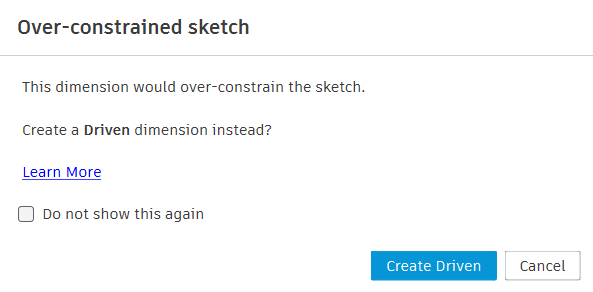 Over-constrained sketch
This dimension would over-constrain the sketch.
Create a Driven dimension instead?
Learn More
Do not show this again
Create Driven
Cancel